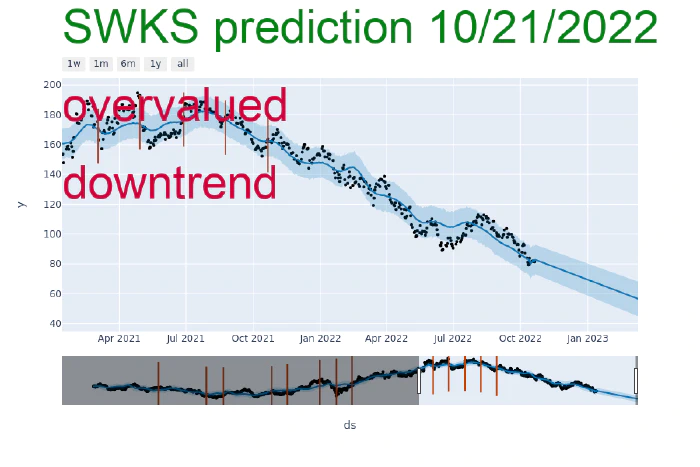 SWKS prediction 10/21/2022
1w 1m 6m 1y all
200
overvalued
180
160
140
downtrend
120
y
100
80
60
40
Apr 2021 Jul 2021 Oct 2021 Jan 2022 Apr 2022 Jul 2022 Oct 2022 Jan 2023
ds